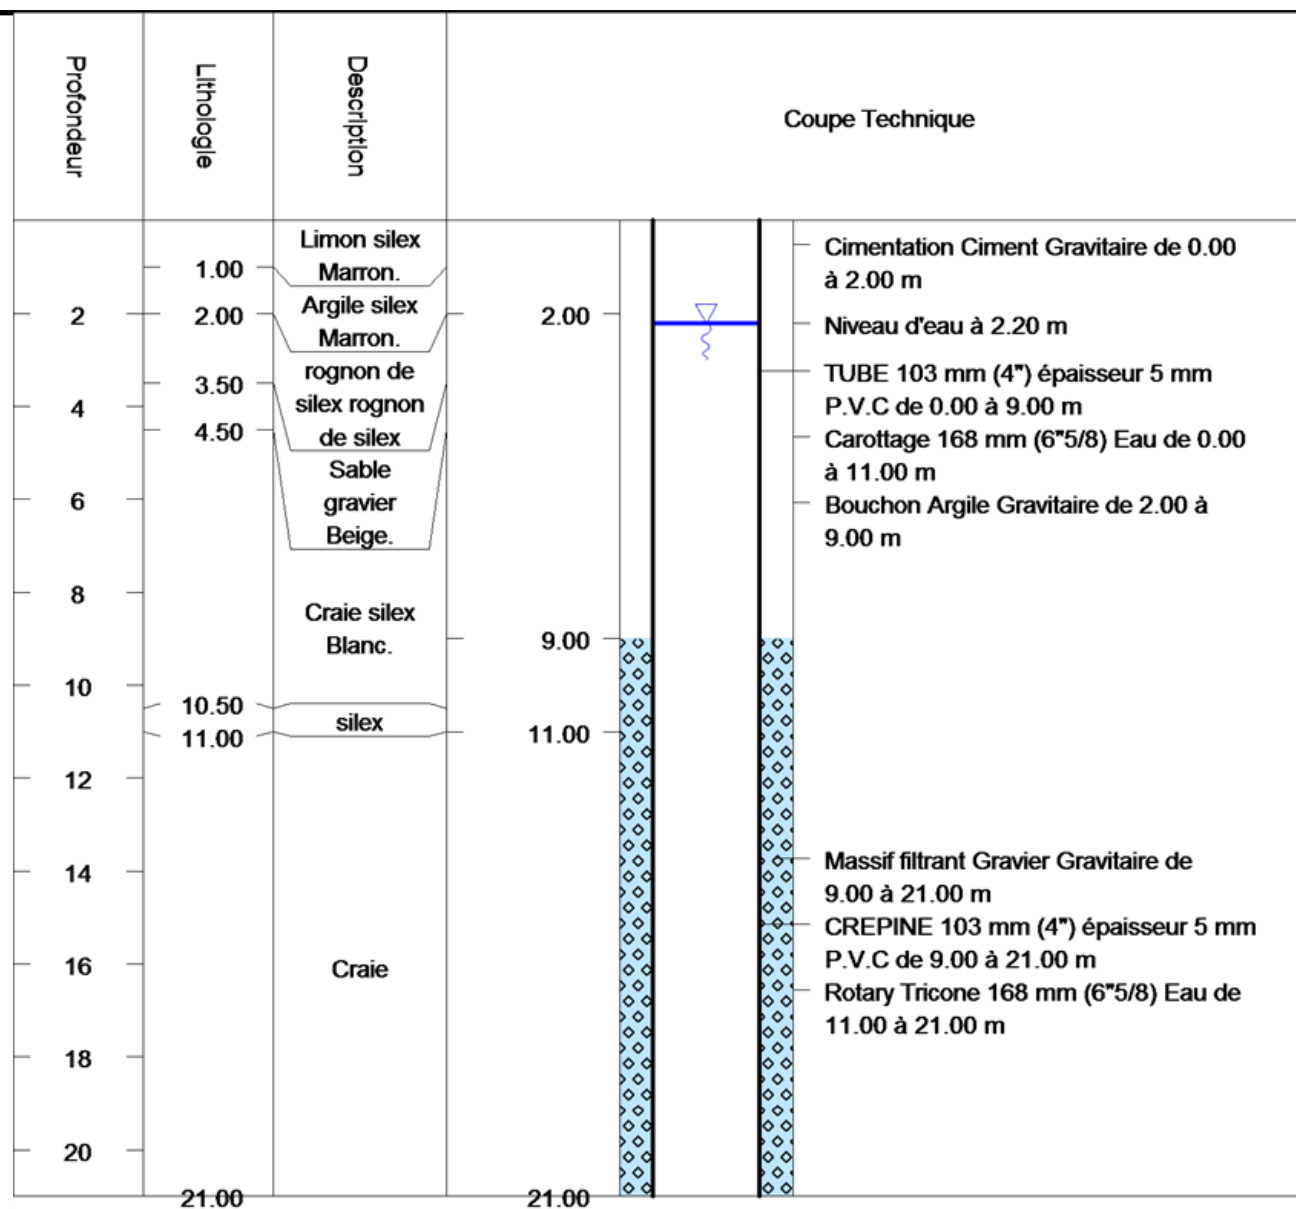 Profondeur
Lithologie
Description
Coupe Technique
Limon silex
Marron.
1.00
Argile silex
Marron.
2
2.00
2.00
rognon de
silex rognon
de silex
3.50
4
4.50
Sable
gravier
Beige.
6
8
Craie silex
Blanc.
9.00
10
10.50
silex
11.00
11.00
12
14
16
Craie
18
20
21.00
21.00
Cimentation Ciment Gravitaire de 0.00
à 2.00 m
Niveau d'eau à 2.20 m
TUBE 103 mm (4") épaisseur 5 mm
P.V.C de 0.00 à 9.00 m
Carottage 168 mm (6"5/8) Eau de 0.00
à 11.00 m
Bouchon Argile Gravitaire de 2.00 à
9.00 m
Massif filtrant Gravier Gravitaire de
9.00 à 21.00 m
CREPINE 103 mm (4") épaisseur 5 mm
P.V.C de 9.00 à 21.00 m
Rotary Tricone 168 mm (6"5/8) Eau de
11.00 à 21.00 m